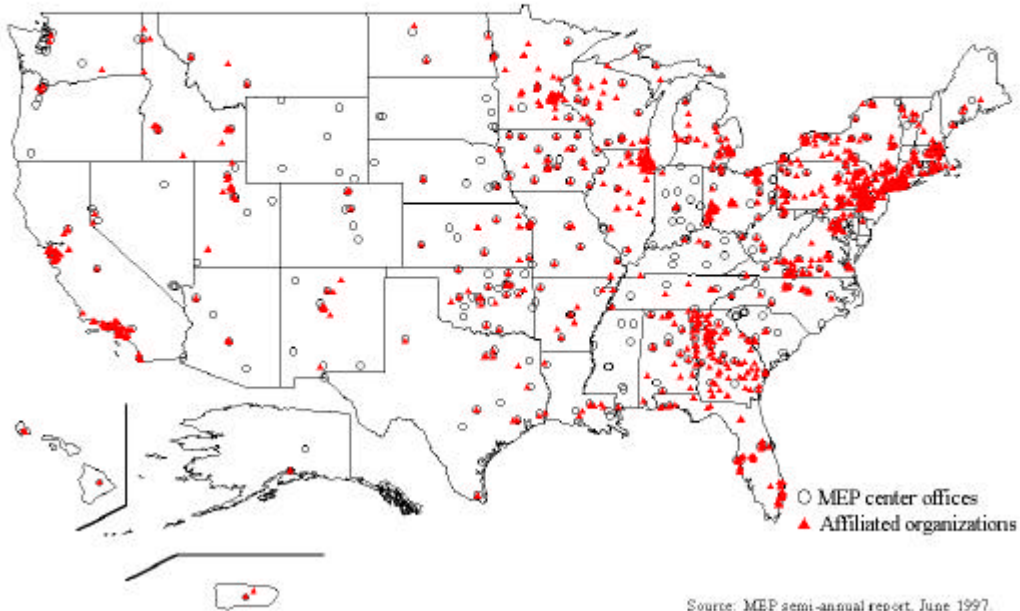 MEP center offices
Affiliated organizations
Source: MEP semi-annual report, June 1997.